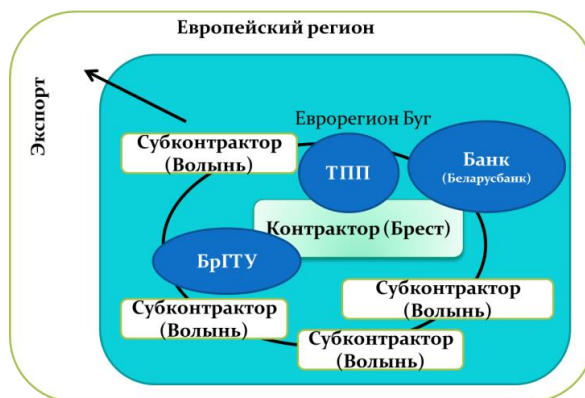 Европейский регион
Экспорт
Еврорегион Буг
Субконтрактор
(Волынь)
ТПП
Банк
(Беларусбанк)
Контрактор (Брест)
БрГТУ
Субконтрактор
(Волынь)
Субконтрактор
(Волынь)
Субконтрактор
(Волынь)